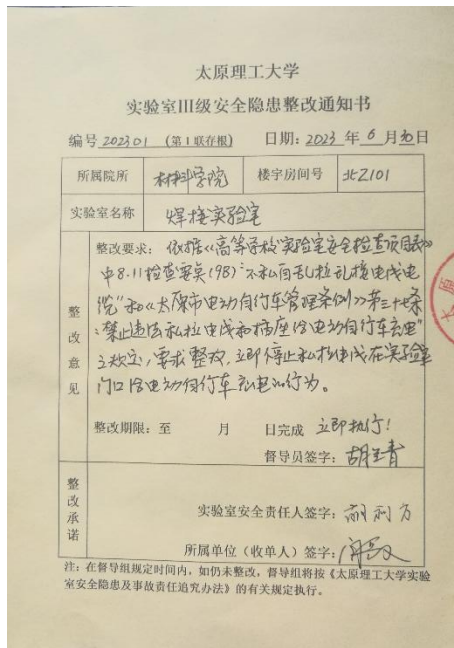 太原理工大学
实验室III级安全隐患整改通知书
编号 202301 (第1联存根) 日期: 2023 年 6 月 30 日
所属院所 材料学院 楼宇房间号 北Z101
实验室名称 焊接实验室
整改意见
整改要求: 依据《高等学校实验室安全检查项目表》
中8.11检查要点(98)“不私自乱拉乱接电线电
缆”和《太原市电动自行车管理条例》第三十七条
:禁止违法私拉电线和插座给电动自行车充电”
之规定,要求整改,立即停止私拉电线在实验室
门口给电动自行车充电的行为。
整改期限: 至 月 日完成 立即执行!
督导员签字:
整改承诺
实验室安全责任人签字:
所属单位(收单人)签字:
注: 在督导组规定时间内,如仍未整改,督导组将按《太原理工大学实验
室安全隐患及事故责任追究办法》的有关规定执行。
太原